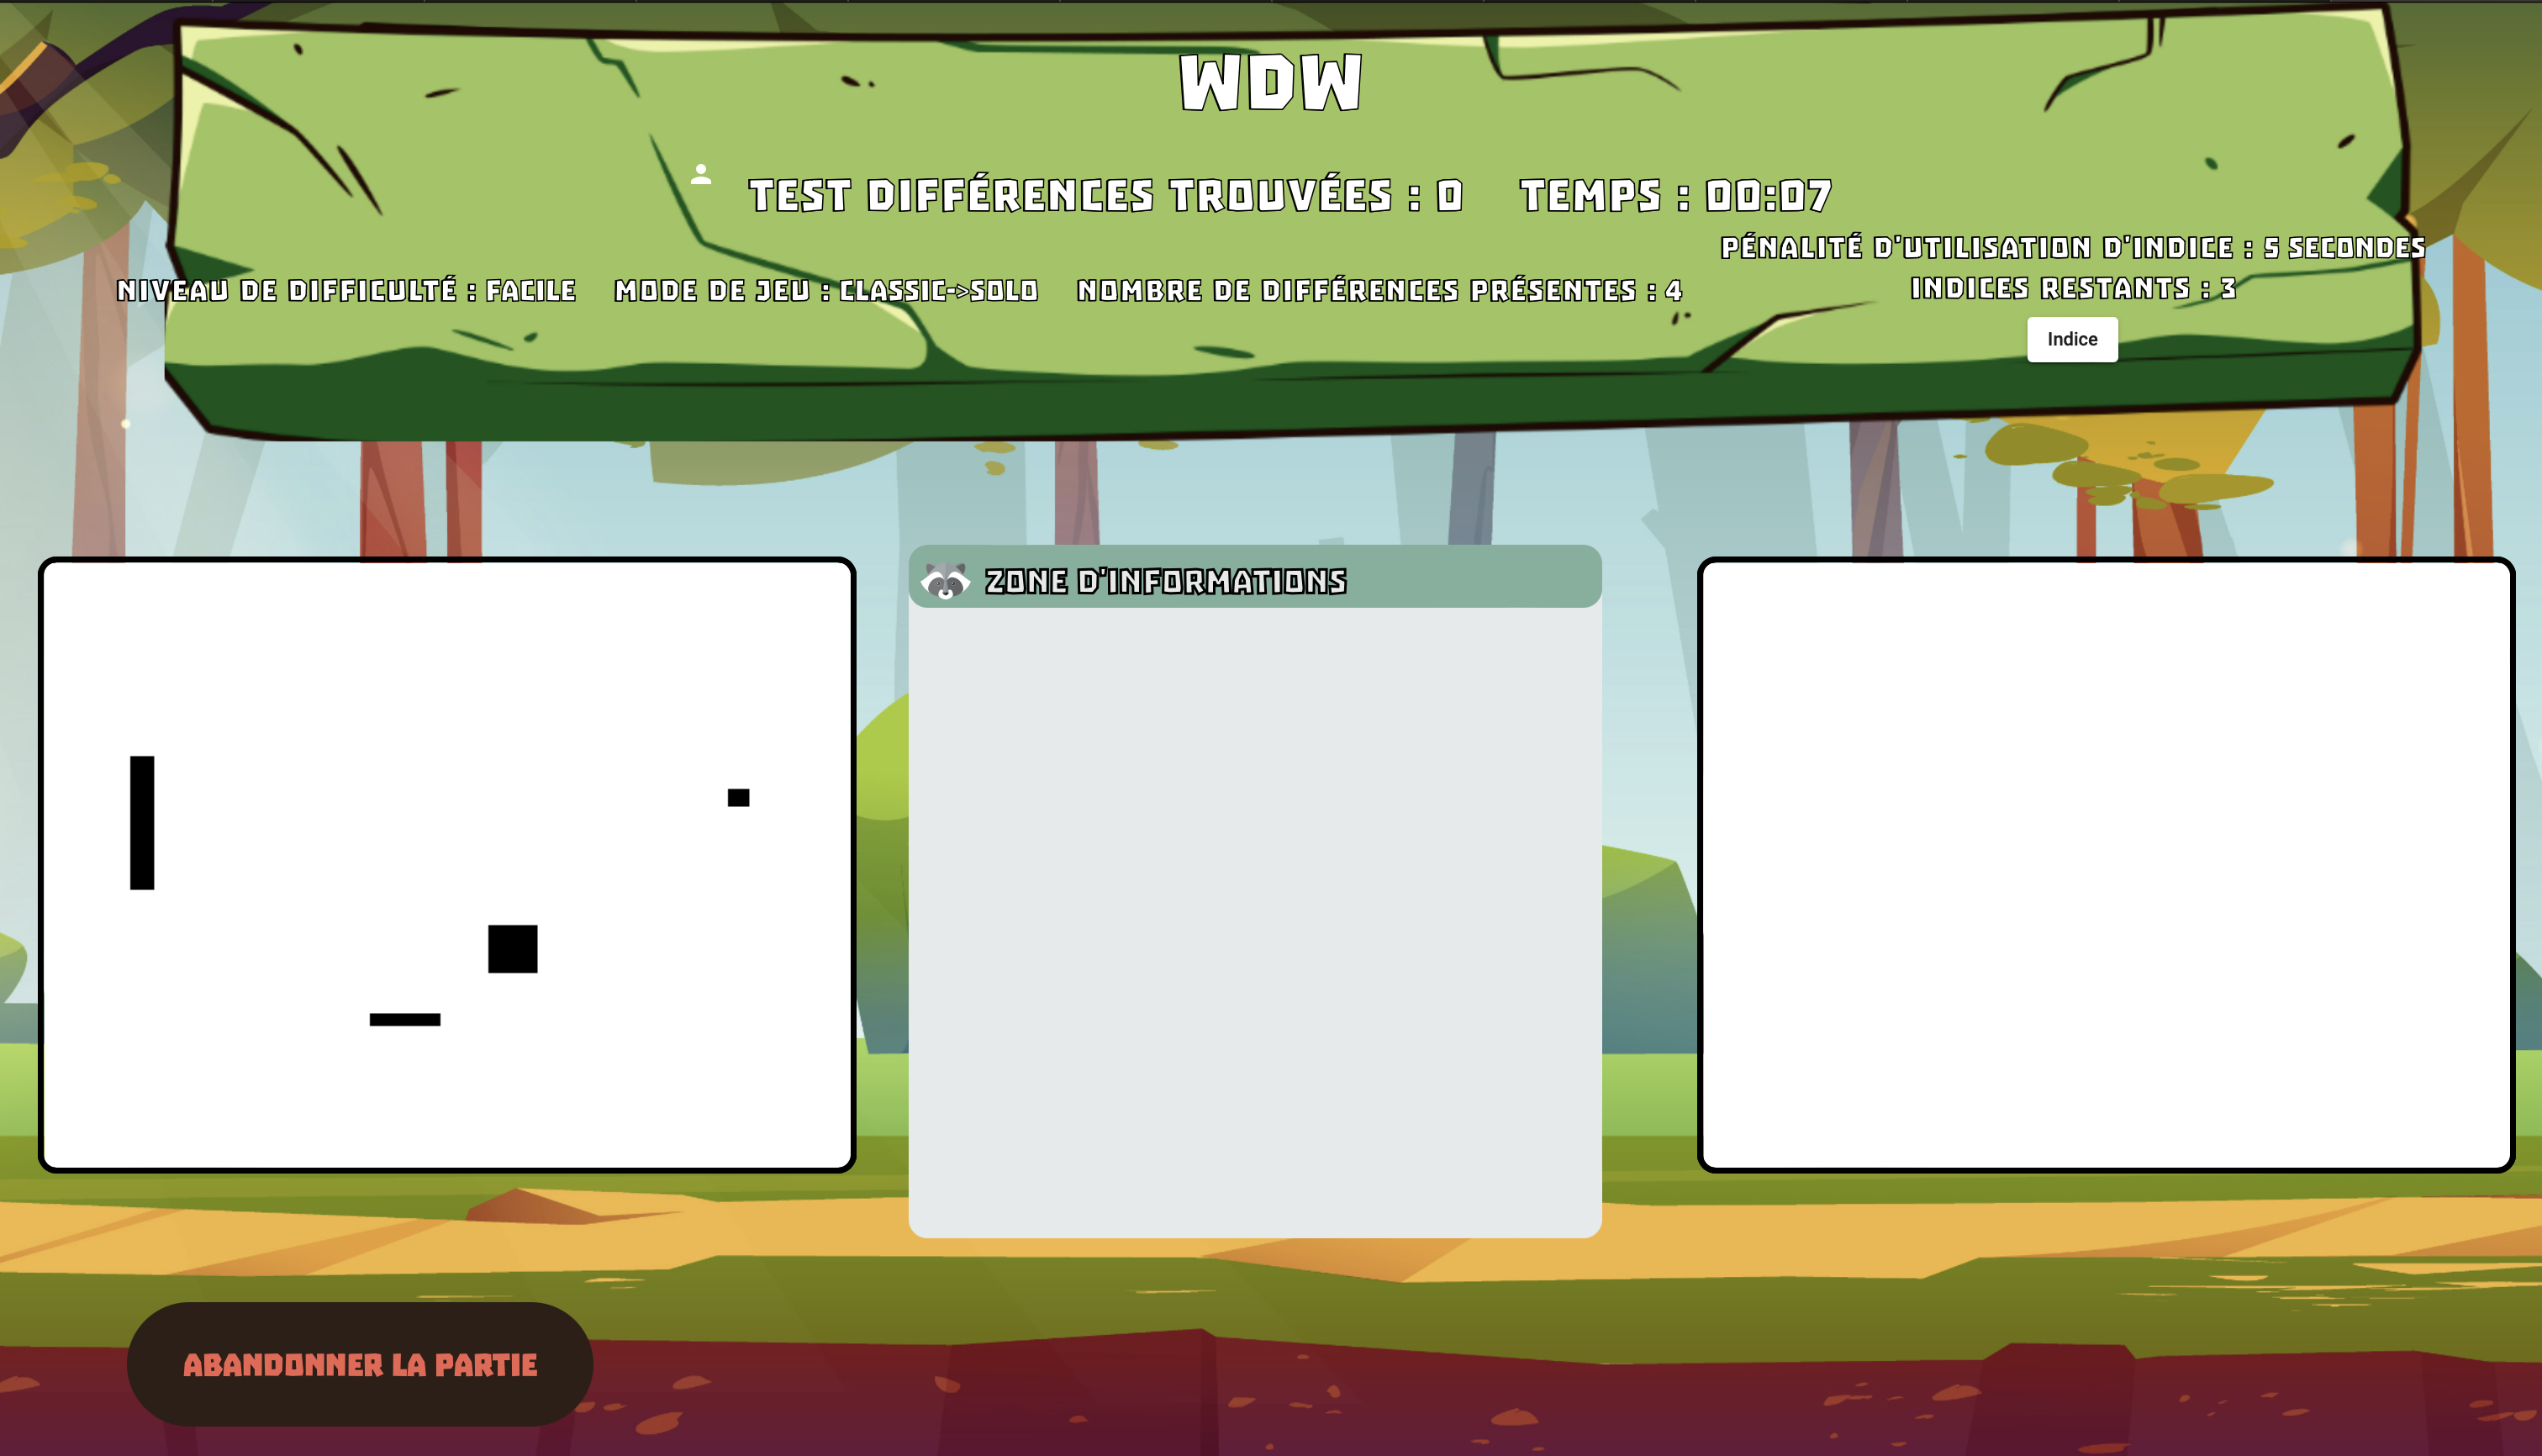 WDW
TEST DIFFÉRENCES TROUVÉES : 0 TEMPS : 00:07
NIVEAU DE DIFFICULTÉ : FACILE MODE DE JEU : CLASSIC->SOLO NOMBRE DE DIFFÉRENCES PRÉSENTES : 4
PÉNALITÉ D'UTILISATION D'INDICE : 5 SECONDES
INDICES RESTANTS : 3
Indice
ZONE D'INFORMATIONS
ABANDONNER LA PARTIE